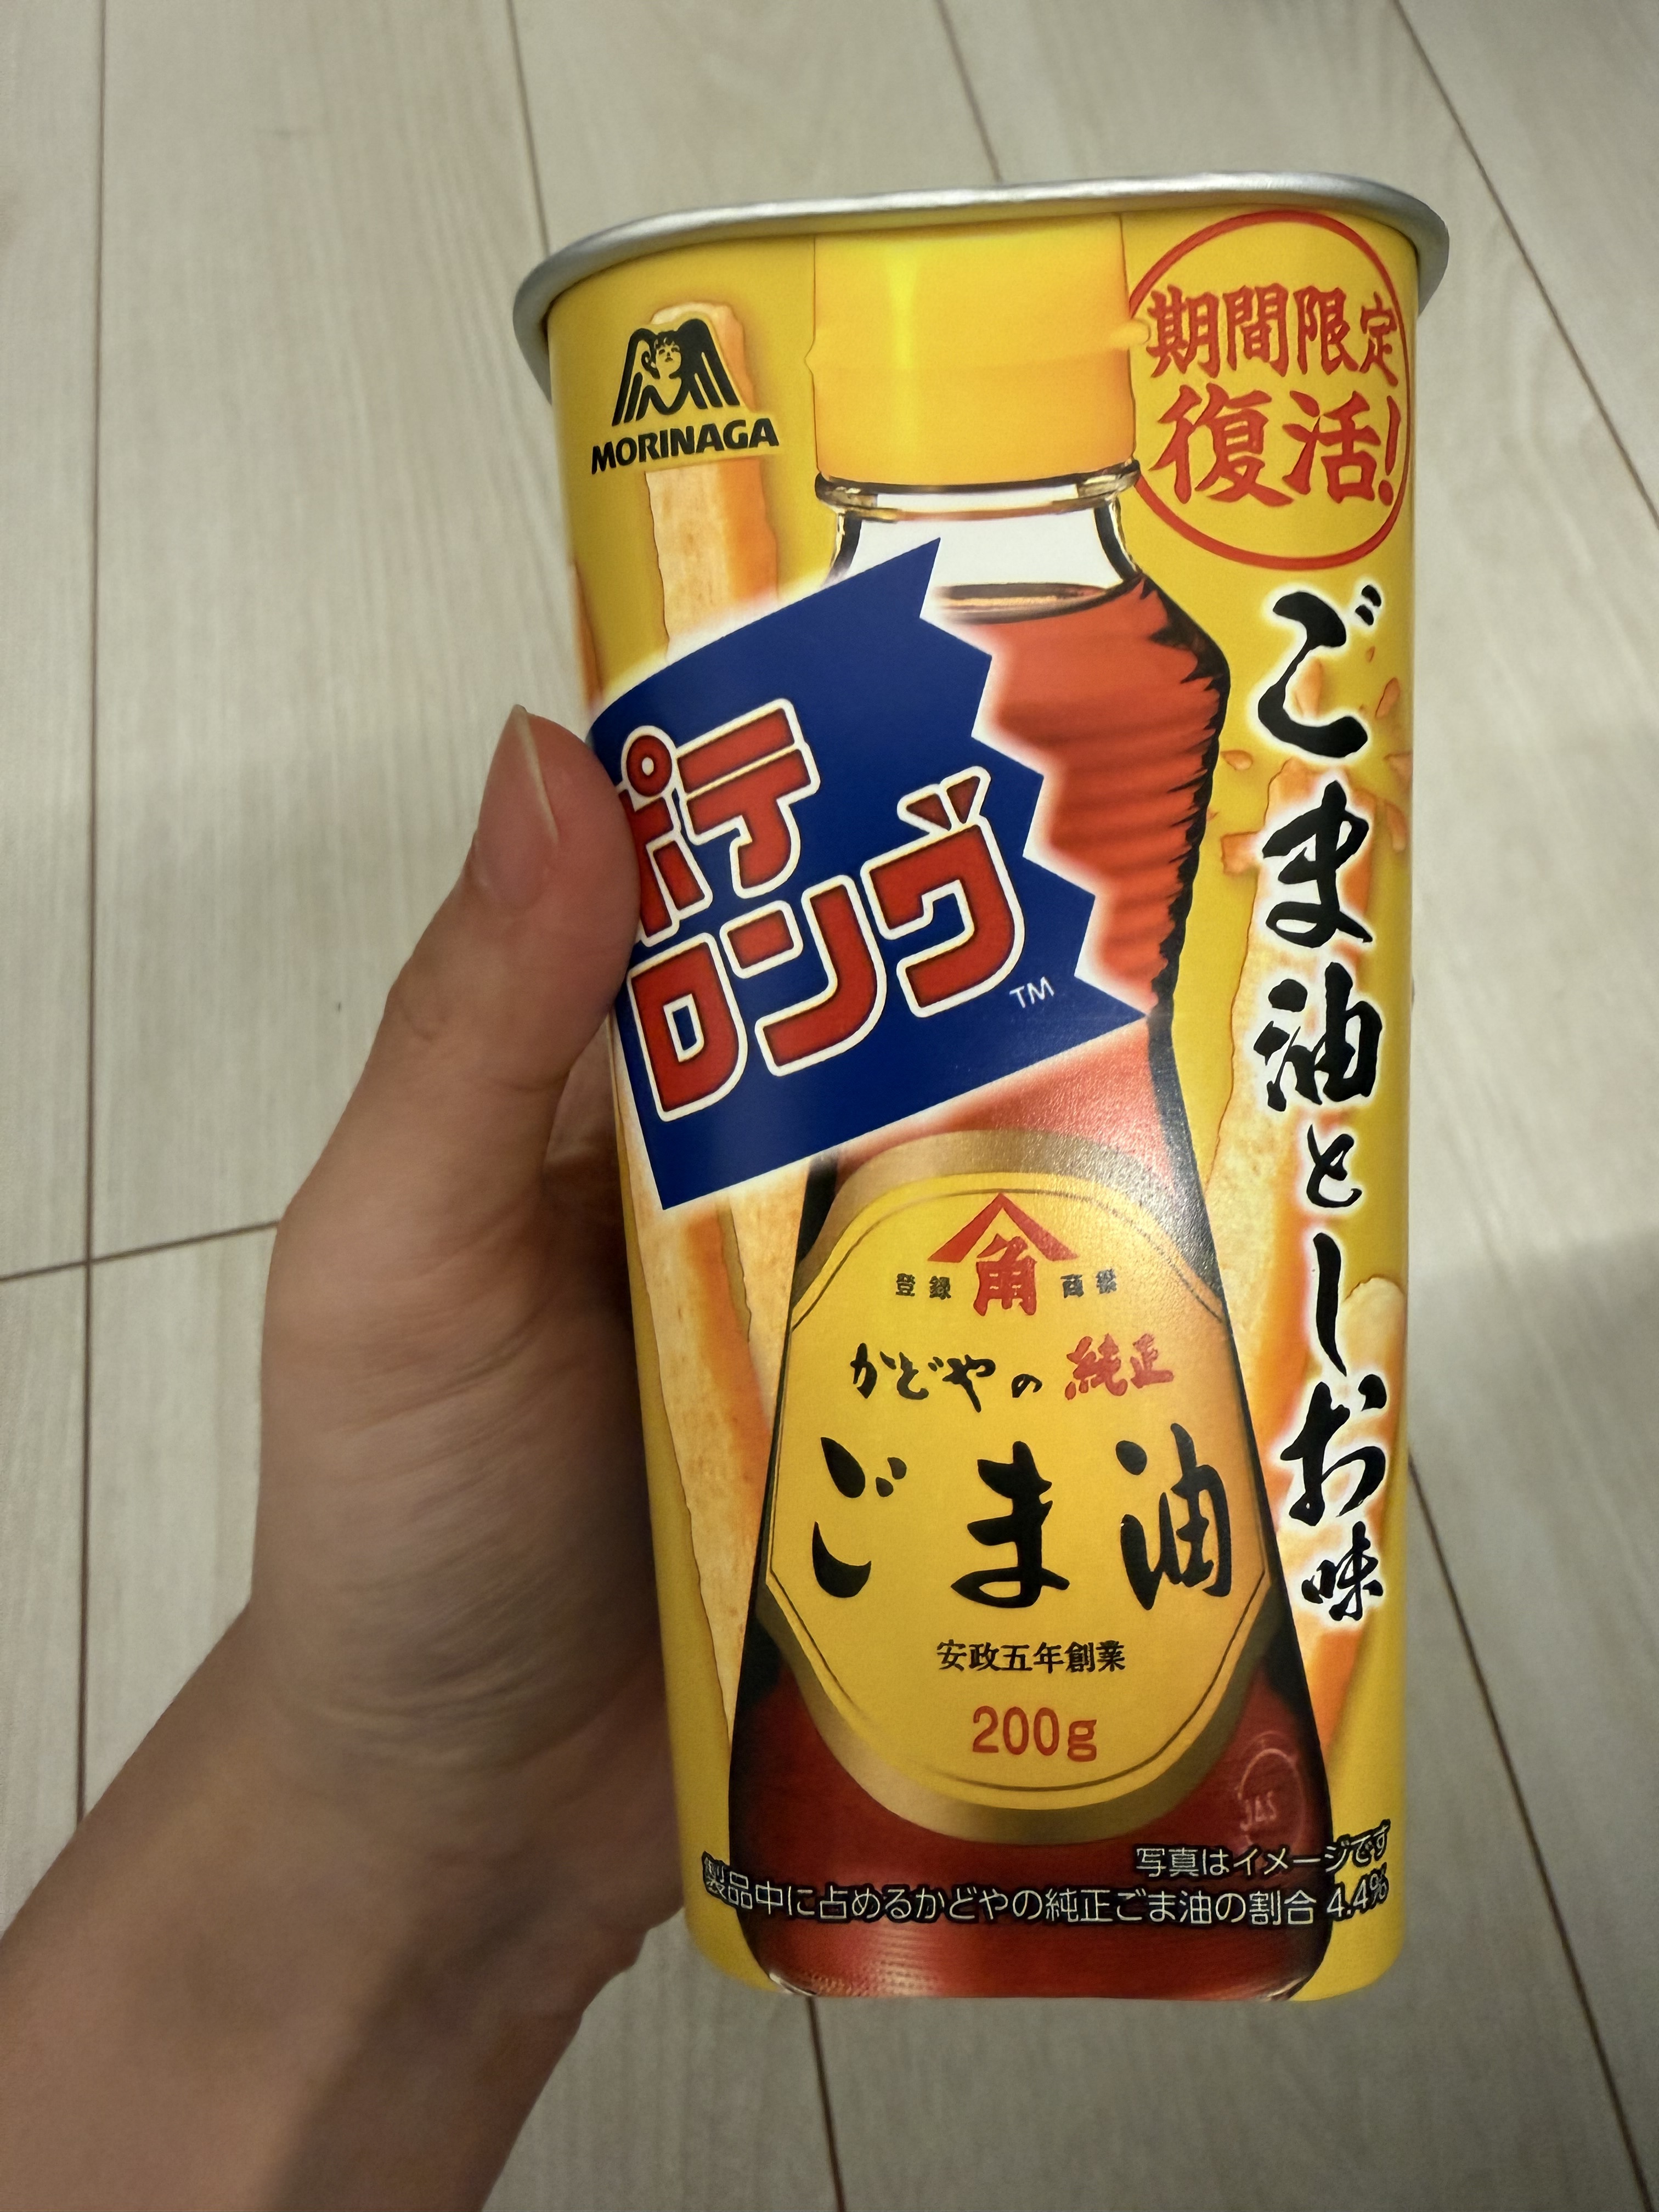 MORINAGA
期間限定
復活!
ポテ
ロング
TM
ごま油としお味
登録 角 商標
かどやの純正
ごま油
安政五年創業
200g
JAS
写真はイメージです
製品中に占めるかどやの純正ごま油の割合 4.4%